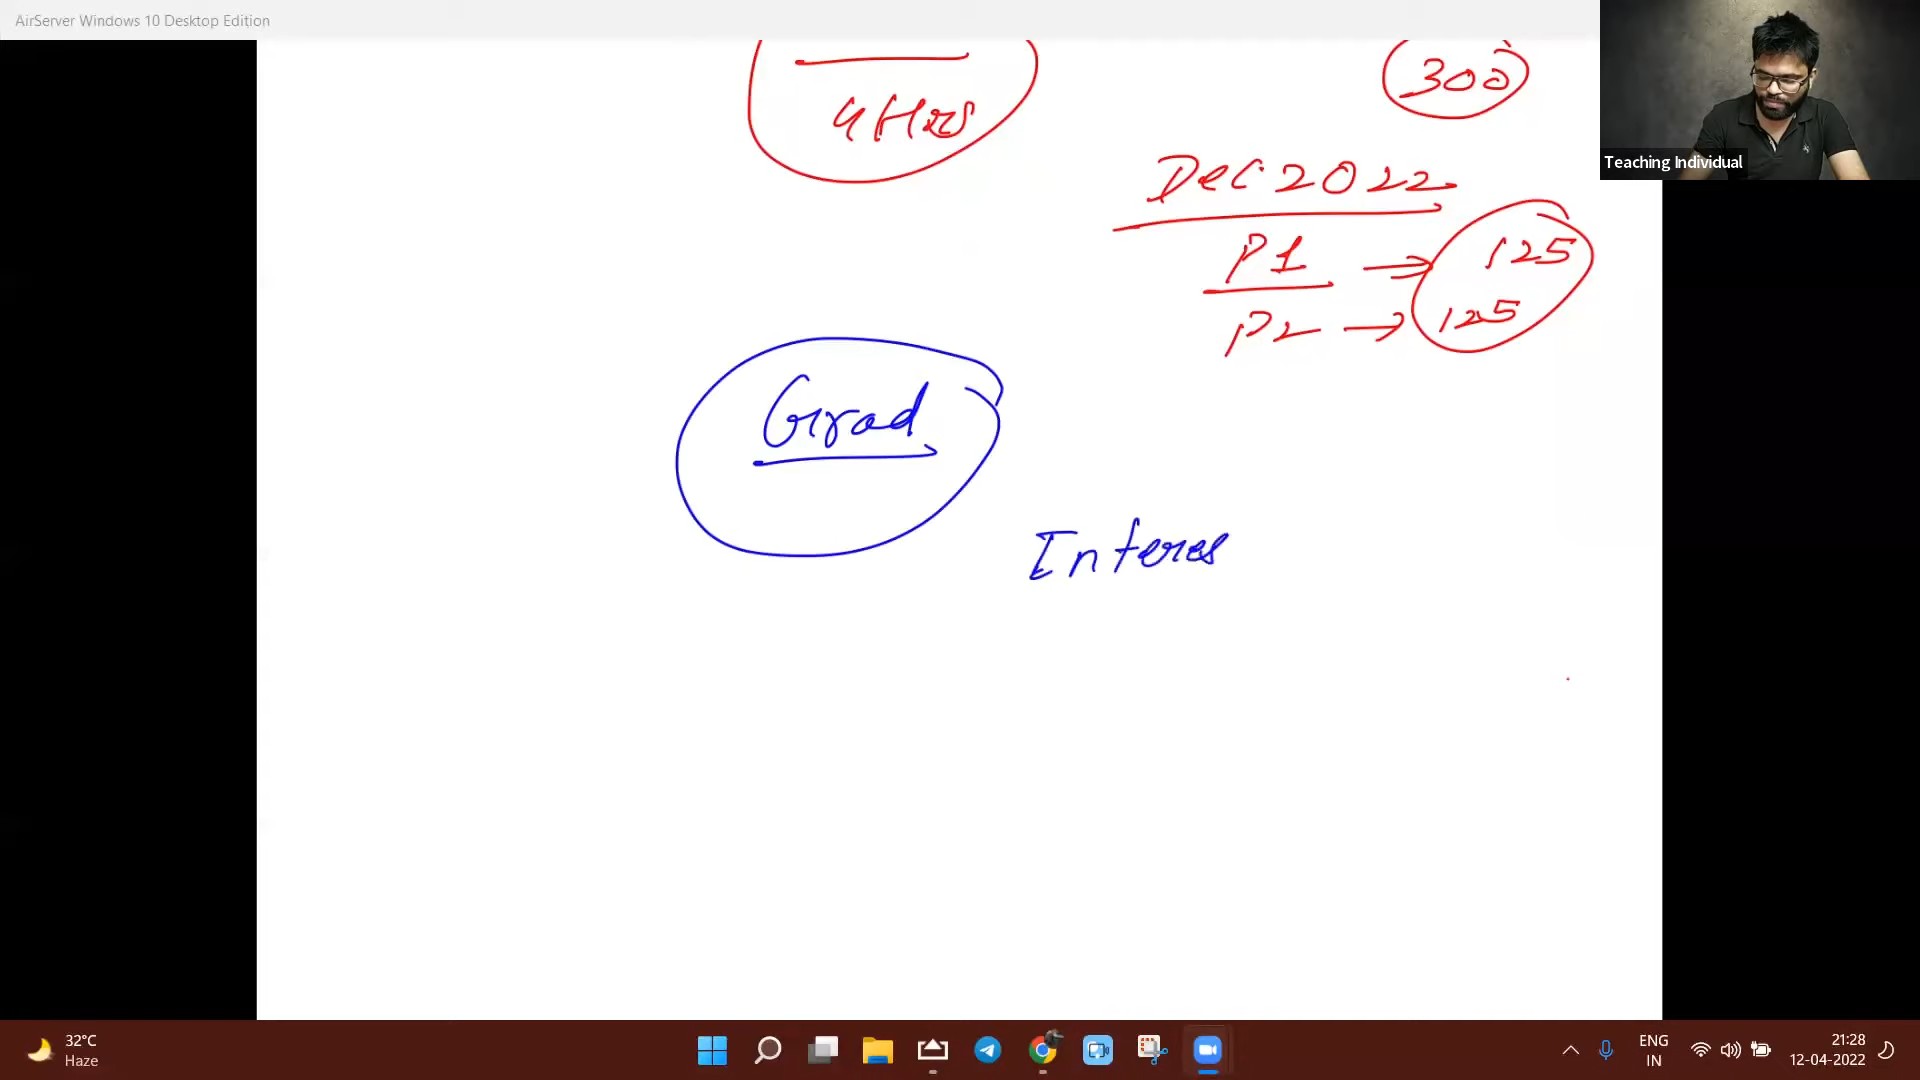 AirServer Windows 10 Desktop Edition
4 Hrs
300
Teaching Individual
Dec 2022
P1 → 125
P2 → 125
Grad
Interes
32°C
Haze
ENG
IN
21:28
12-04-2022